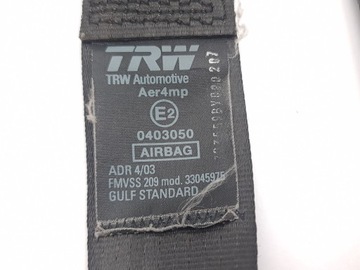 TRW
TRW Automotive
Aer4mp
E2
0403050
AIRBAG
ADR 4/03
FMVSS 209 mod. 33045975
GULF STANDARD